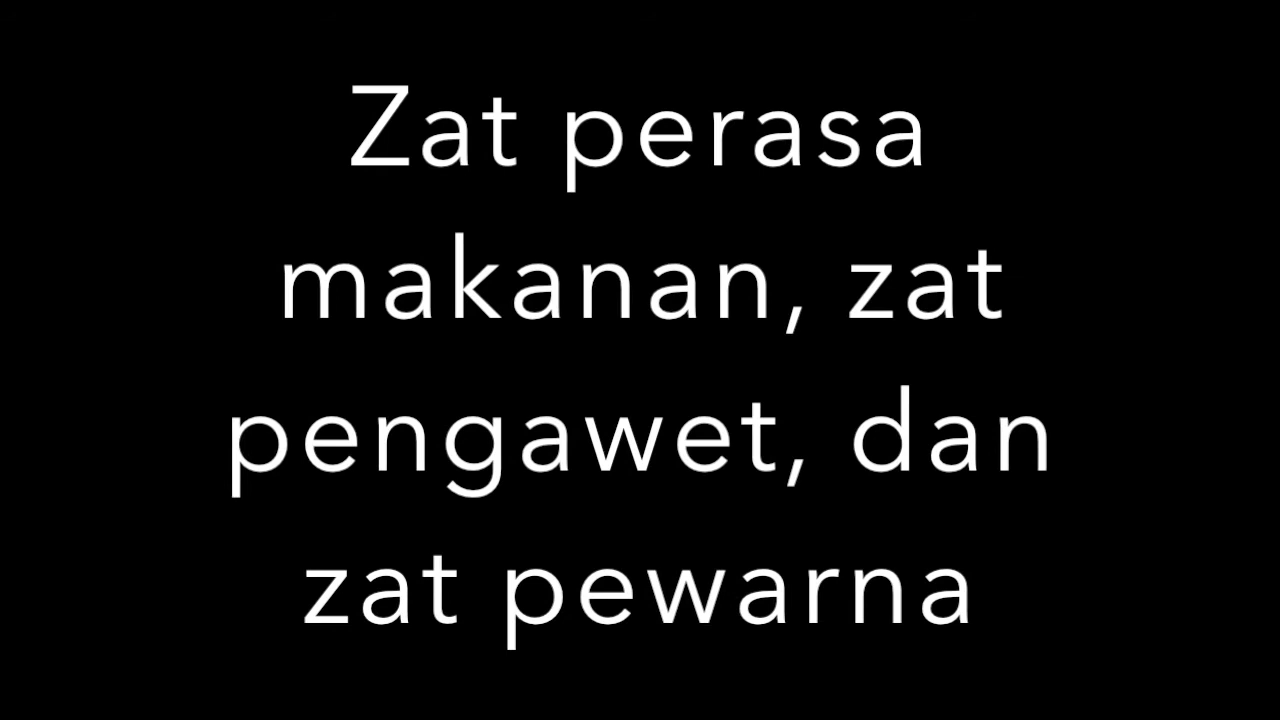 Zat perasa
makanan, zat
pengawet, dan
zat pewarna